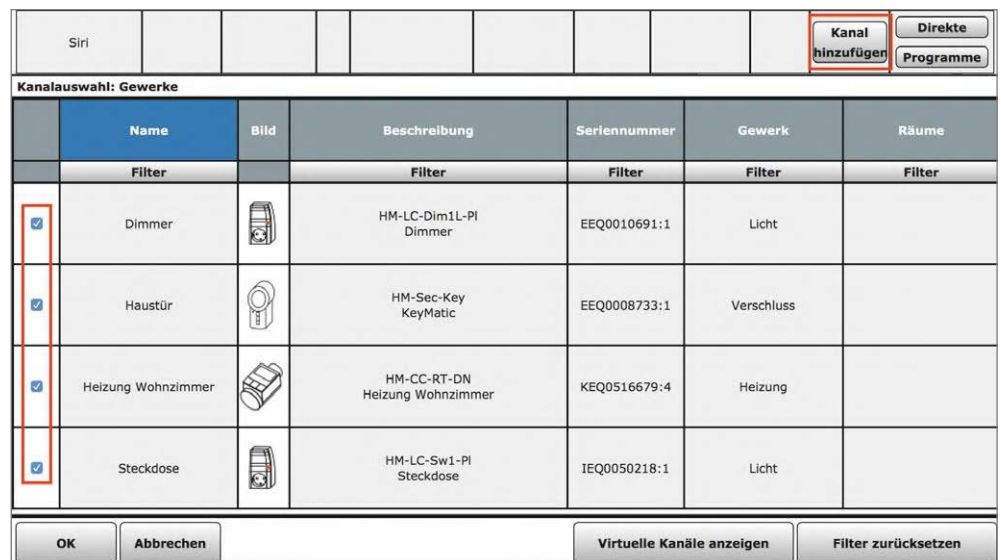 Siri
Kanal
hinzufügen
Direkte
Programme
Kanalauswahl: Gewerke
Name Bild Beschreibung Seriennummer Gewerk Räume
Filter Filter Filter Filter Filter
Dimmer HM-LC-Dim1L-Pl EEQ0010691:1 Licht
Dimmer
Haustür HM-Sec-Key EEQ0008733:1 Verschluss
KeyMatic
Heizung Wohnzimmer HM-CC-RT-DN KEQ0516679:4 Heizung
Heizung Wohnzimmer
Steckdose HM-LC-Sw1-Pl IEQ0050218:1 Licht
Steckdose
OK Abbrechen Virtuelle Kanäle anzeigen Filter zurücksetzen